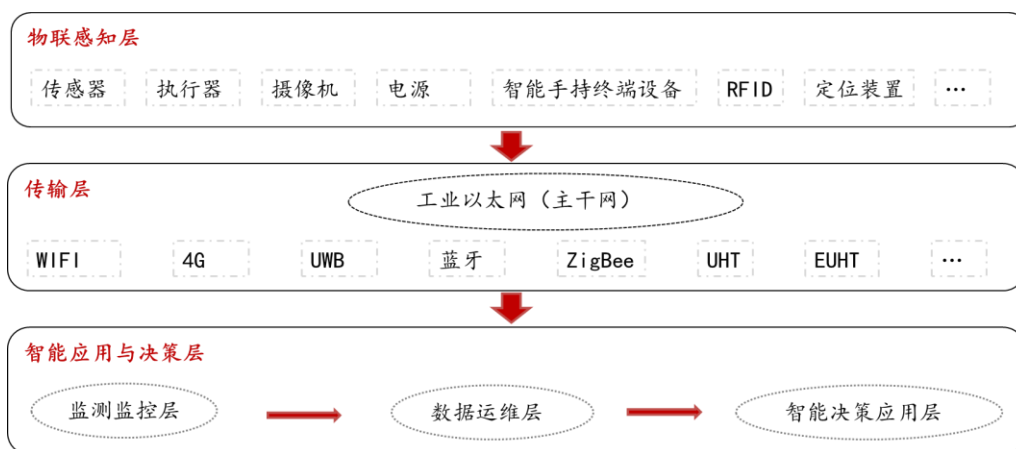 物联感知层
传感器 执行器 摄像机 电源 智能手持终端设备 RFID 定位装置 …
传输层
工业以太网（主干网）
WIFI 4G UWB 蓝牙 ZigBee UHT EUHT …
智能应用与决策层
监测监控层 数据运维层 智能决策应用层